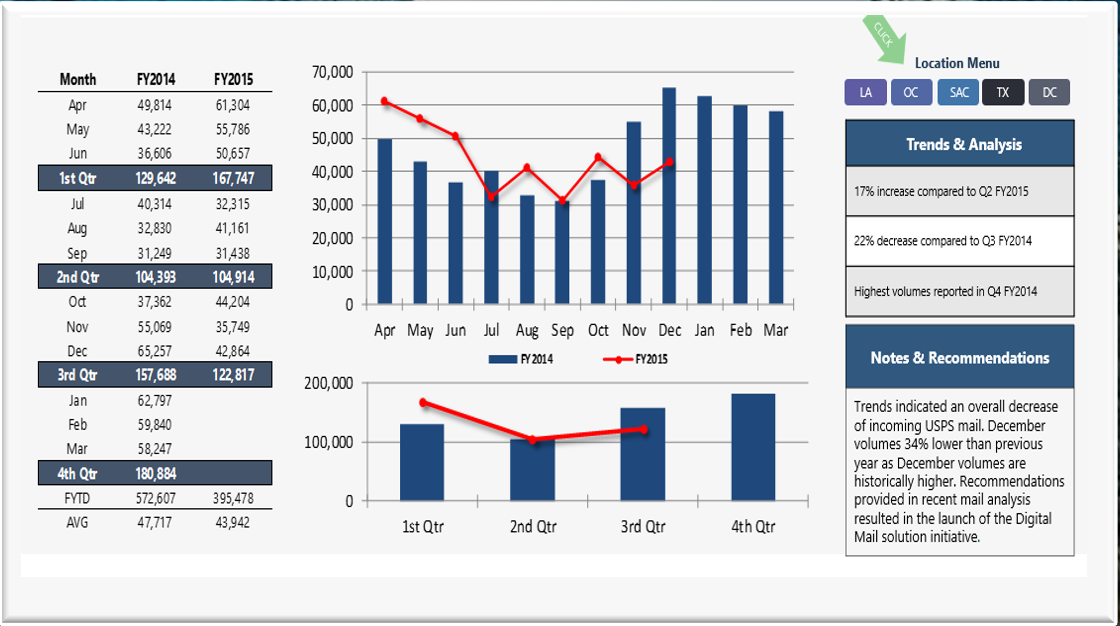 Month FY2014 FY2015
Apr 49,814 61,304
May 43,222 55,786
Jun 36,606 50,657
1st Qtr 129,642 167,747
Jul 40,314 32,315
Aug 32,830 41,161
Sep 31,249 31,438
2nd Qtr 104,393 104,914
Oct 37,362 44,204
Nov 55,069 35,749
Dec 65,257 42,864
3rd Qtr 157,688 122,817
Jan 62,797
Feb 59,840
Mar 58,247
4th Qtr 180,884
FYTD 572,607 395,478
AVG 47,717 43,942
70,000
60,000
50,000
40,000
30,000
20,000
10,000
0
Apr May Jun Jul Aug Sep Oct Nov Dec Jan Feb Mar
FY2014 FY2015
200,000
100,000
0
1st Qtr 2nd Qtr 3rd Qtr 4th Qtr
CLICK
Location Menu
LA OC SAC TX DC
Trends & Analysis
17% increase compared to Q2 FY2015
22% decrease compared to Q3 FY2014
Highest volumes reported in Q4 FY2014
Notes & Recommendations
Trends indicated an overall decrease
of incoming USPS mail. December
volumes 34% lower than previous
year as December volumes are
historically higher. Recommendations
provided in recent mail analysis
resulted in the launch of the Digital
Mail solution initiative.